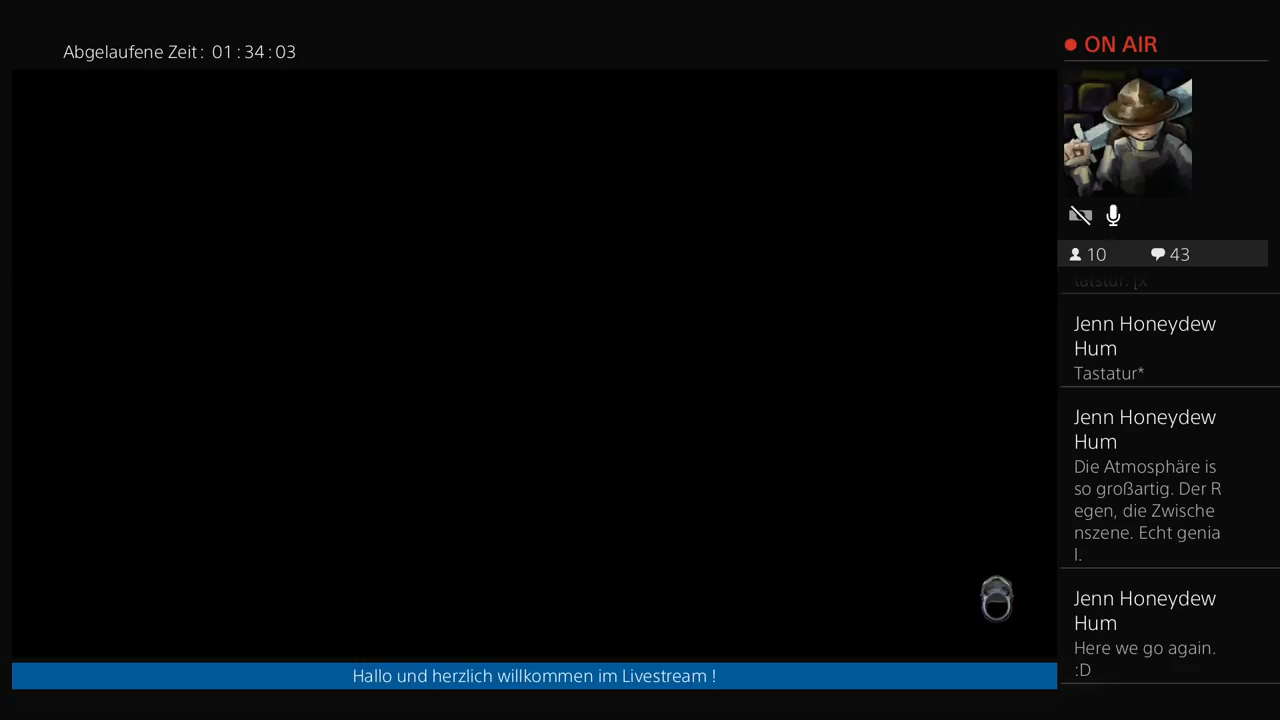 Abgelaufene Zeit: 01:34:03
ON AIR
10 43
tatstur. [X
Jenn Honeydew
Hum
Tastatur*
Jenn Honeydew
Hum
Die Atmosphäre is
so großartig. Der R
egen, die Zwische
nszene. Echt genia
l.
Jenn Honeydew
Hum
Here we go again.
:D
Hallo und herzlich willkommen im Livestream !